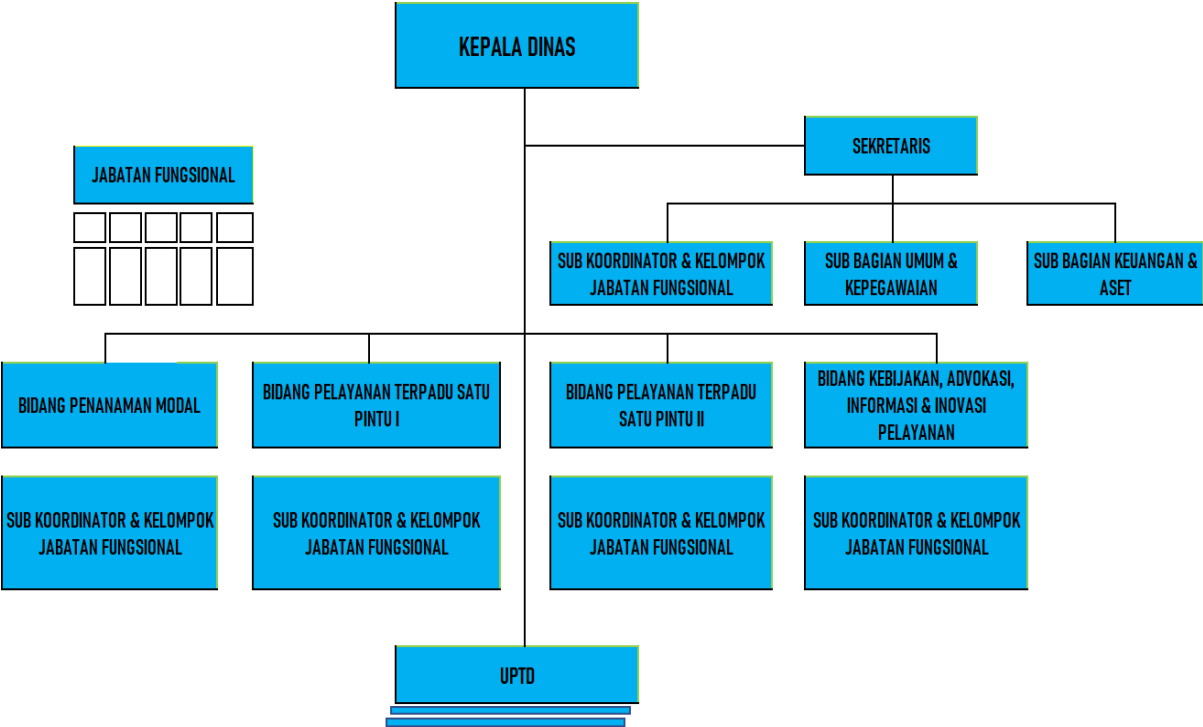 KEPALA DINAS
SEKRETARIS
JABATAN FUNGSIONAL
SUB KOORDINATOR & KELOMPOK
JABATAN FUNGSIONAL
SUB BAGIAN UMUM &
KEPEGAWAIAN
SUB BAGIAN KEUANGAN &
ASET
BIDANG PENANAMAN MODAL
BIDANG PELAYANAN TERPADU SATU
PINTU I
BIDANG PELAYANAN TERPADU
SATU PINTU II
BIDANG KEBIJAKAN, ADVOKASI,
INFORMASI & INOVASI
PELAYANAN
SUB KOORDINATOR & KELOMPOK
JABATAN FUNGSIONAL
SUB KOORDINATOR & KELOMPOK
JABATAN FUNGSIONAL
SUB KOORDINATOR & KELOMPOK
JABATAN FUNGSIONAL
SUB KOORDINATOR & KELOMPOK
JABATAN FUNGSIONAL
UPTD